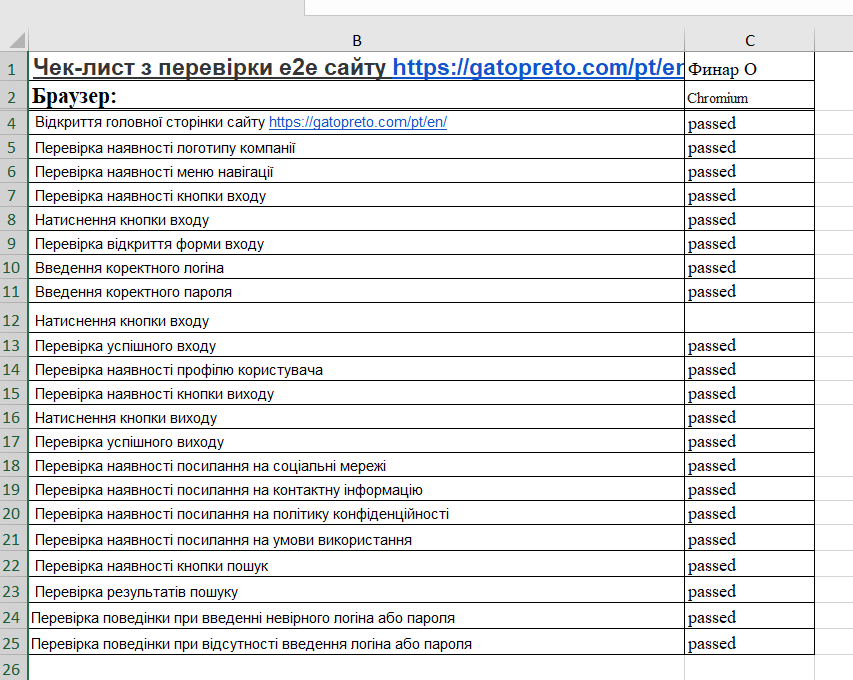 B C
1 Чек-лист з перевірки e2e сайту https://gatopreto.com/pt/en Финар О
2 Браузер: Chromium
4 Відкриття головної сторінки сайту https://gatopreto.com/pt/en/ passed
5 Перевірка наявності логотипу компанії passed
6 Перевірка наявності меню навігації passed
7 Перевірка наявності кнопки входу passed
8 Натиснення кнопки входу passed
9 Перевірка відкриття форми входу passed
10 Введення коректного логіна passed
11 Введення коректного пароля passed
12 Натиснення кнопки входу
13 Перевірка успішного входу passed
14 Перевірка наявності профілю користувача passed
15 Перевірка наявності кнопки виходу passed
16 Натиснення кнопки виходу passed
17 Перевірка успішного виходу passed
18 Перевірка наявності посилання на соціальні мережі passed
19 Перевірка наявності посилання на контактну інформацію passed
20 Перевірка наявності посилання на політику конфіденційності passed
21 Перевірка наявності посилання на умови використання passed
22 Перевірка наявності кнопки пошук passed
23 Перевірка результатів пошуку passed
24 Перевірка поведінки при введенні невірного логіна або пароля passed
25 Перевірка поведінки при відсутності введення логіна або пароля passed
26